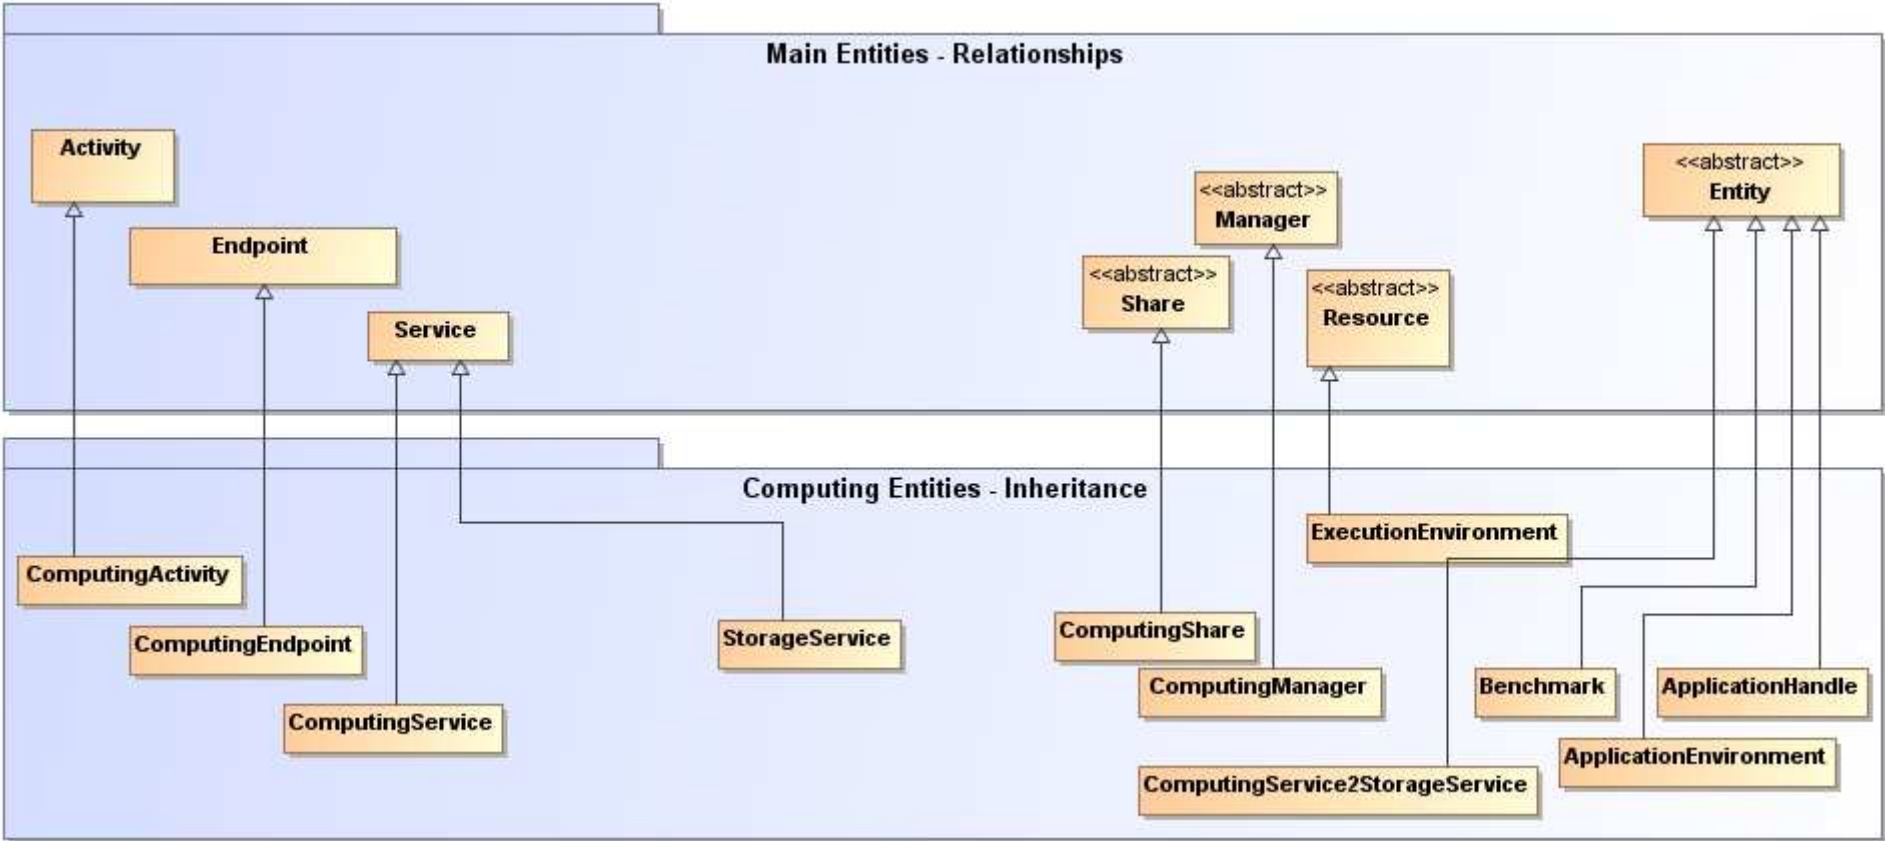 Main Entities - Relationships
Activity
Endpoint
Service
<<abstract>>
Share
<<abstract>>
Manager
<<abstract>>
Resource
<<abstract>>
Entity
Computing Entities - Inheritance
ComputingActivity
ComputingEndpoint
ComputingService
StorageService
ComputingShare
ComputingManager
ExecutionEnvironment
ComputingService2StorageService
Benchmark
ApplicationEnvironment
ApplicationHandle